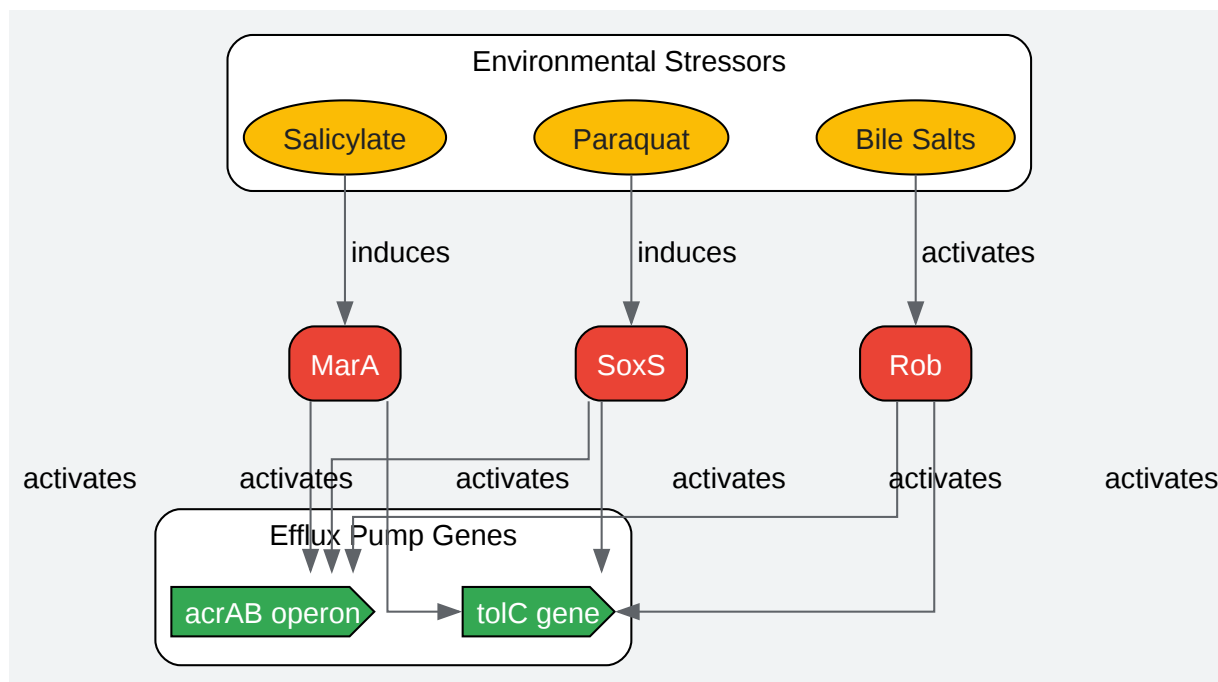 Environmental Stressors
Salicylate
Paraquat
Bile Salts
induces
induces
activates
MarA
SoxS
Rob
activates
activates
activates
activates
activates
activates
Efflux Pump Genes
acrAB operon
tolC gene